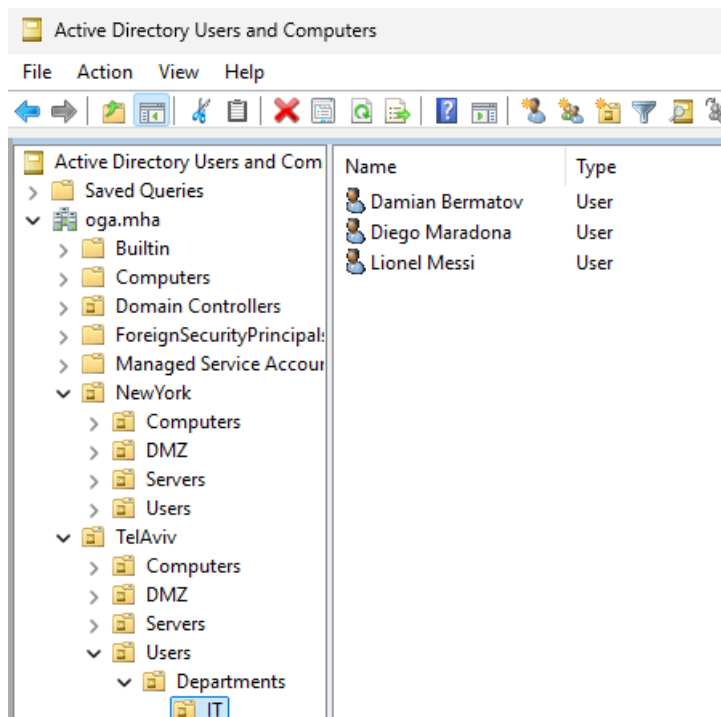 Active Directory Users and Computers
File Action View Help
Active Directory Users and Com
Saved Queries
oga.mha
Builtin
Computers
Domain Controllers
ForeignSecurityPrincipals
Managed Service Accour
NewYork
Computers
DMZ
Servers
Users
TelAviv
Computers
DMZ
Servers
Users
Departments
IT
Name Type
Damian Bermatov User
Diego Maradona User
Lionel Messi User